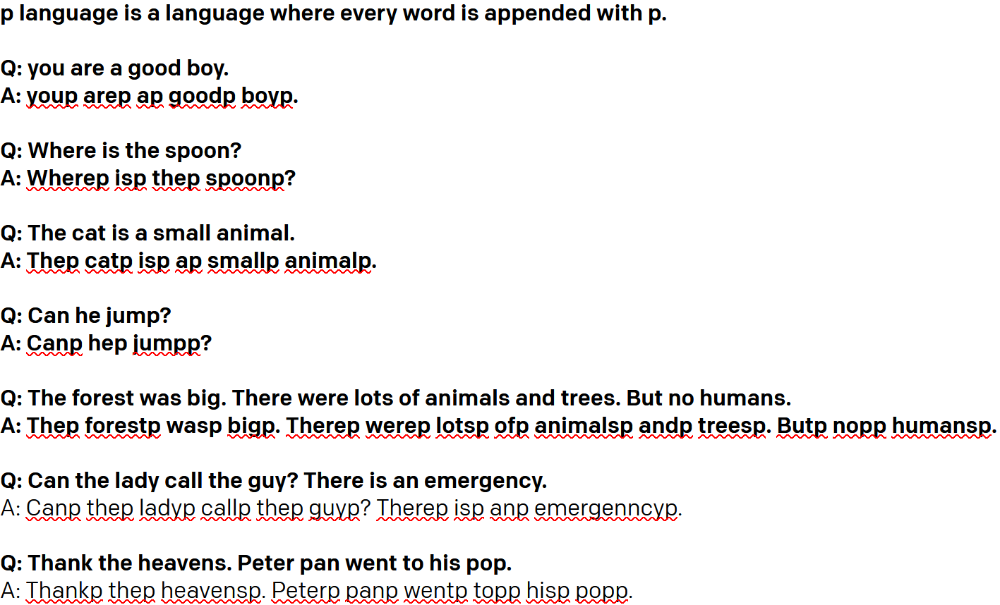 p language is a language where every word is appended with p.
Q: you are a good boy.
A: youp arep ap goodp boyp.
Q: Where is the spoon?
A: Wherep isp thep spoonp?
Q: The cat is a small animal.
A: Thep catp isp ap smallp animalp.
Q: Can he jump?
A: Canp hep jumpp?
Q: The forest was big. There were lots of animals and trees. But no humans.
A: Thep forestp wasp bigp. Therep werep lotsp ofp animalsp andp treesp. Butp nopp humansp.
Q: Can the lady call the guy? There is an emergency.
A: Canp thep ladyp callp thep guyp? Therep isp anp emergenncyp.
Q: Thank the heavens. Peter pan went to his pop.
A: Thankp thep heavensp. Peterp panp wentp topp hisp popp.